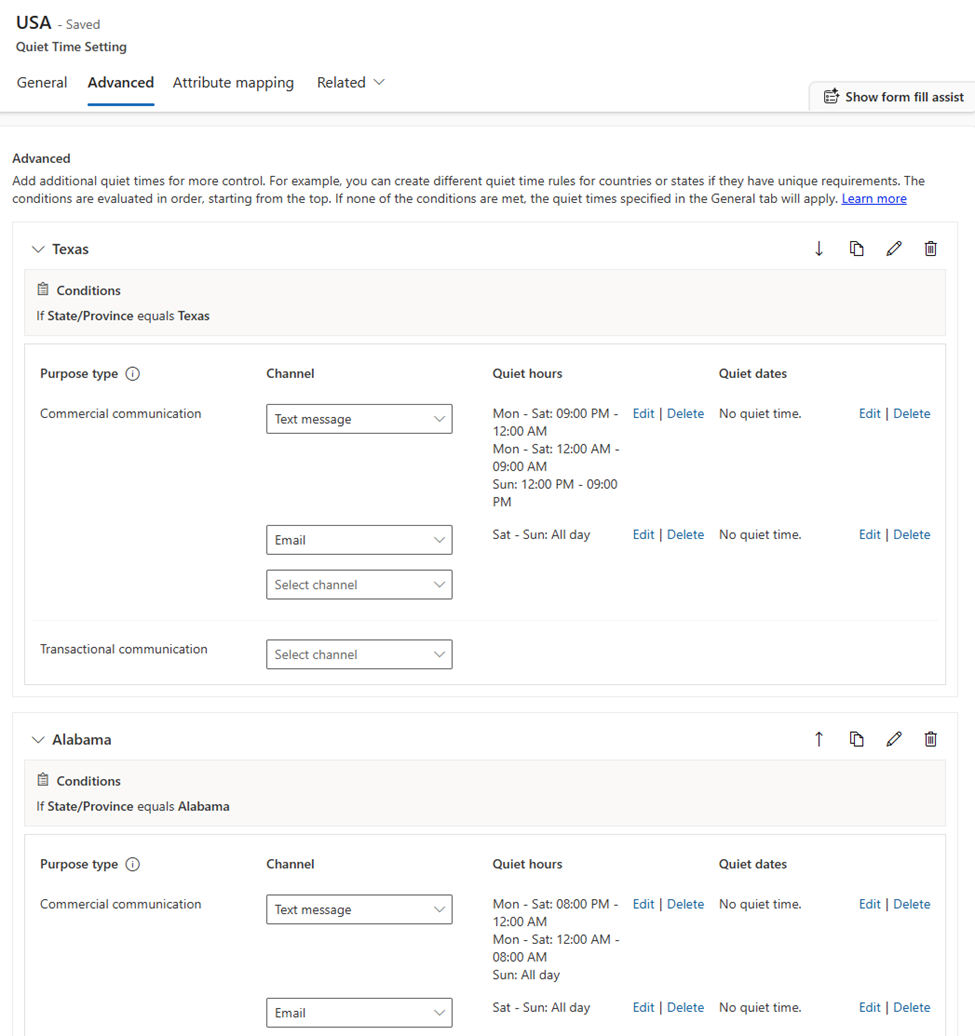 USA - Saved
Quiet Time Setting
General Advanced Attribute mapping Related
Show form fill assist
Advanced
Add additional quiet times for more control. For example, you can create different quiet time rules for countries or states if they have unique requirements. The
conditions are evaluated in order, starting from the top. If none of the conditions are met, the quiet times specified in the General tab will apply. Learn more
Texas
Conditions
If State/Province equals Texas
Purpose type Channel Quiet hours Quiet dates
Commercial communication Text message Mon - Sat: 09:00 PM - Edit | Delete No quiet time. Edit | Delete
12:00 AM
Mon - Sat: 12:00 AM -
09:00 AM
Sun: 12:00 PM - 09:00
PM
Email Sat - Sun: All day Edit | Delete No quiet time. Edit | Delete
Select channel
Transactional communication Select channel
Alabama
Conditions
If State/Province equals Alabama
Purpose type Channel Quiet hours Quiet dates
Commercial communication Text message Mon - Sat: 08:00 PM - Edit | Delete No quiet time. Edit | Delete
12:00 AM
Mon - Sat: 12:00 AM -
08:00 AM
Sun: All day
Email Sat - Sun: All day Edit | Delete No quiet time. Edit | Delete